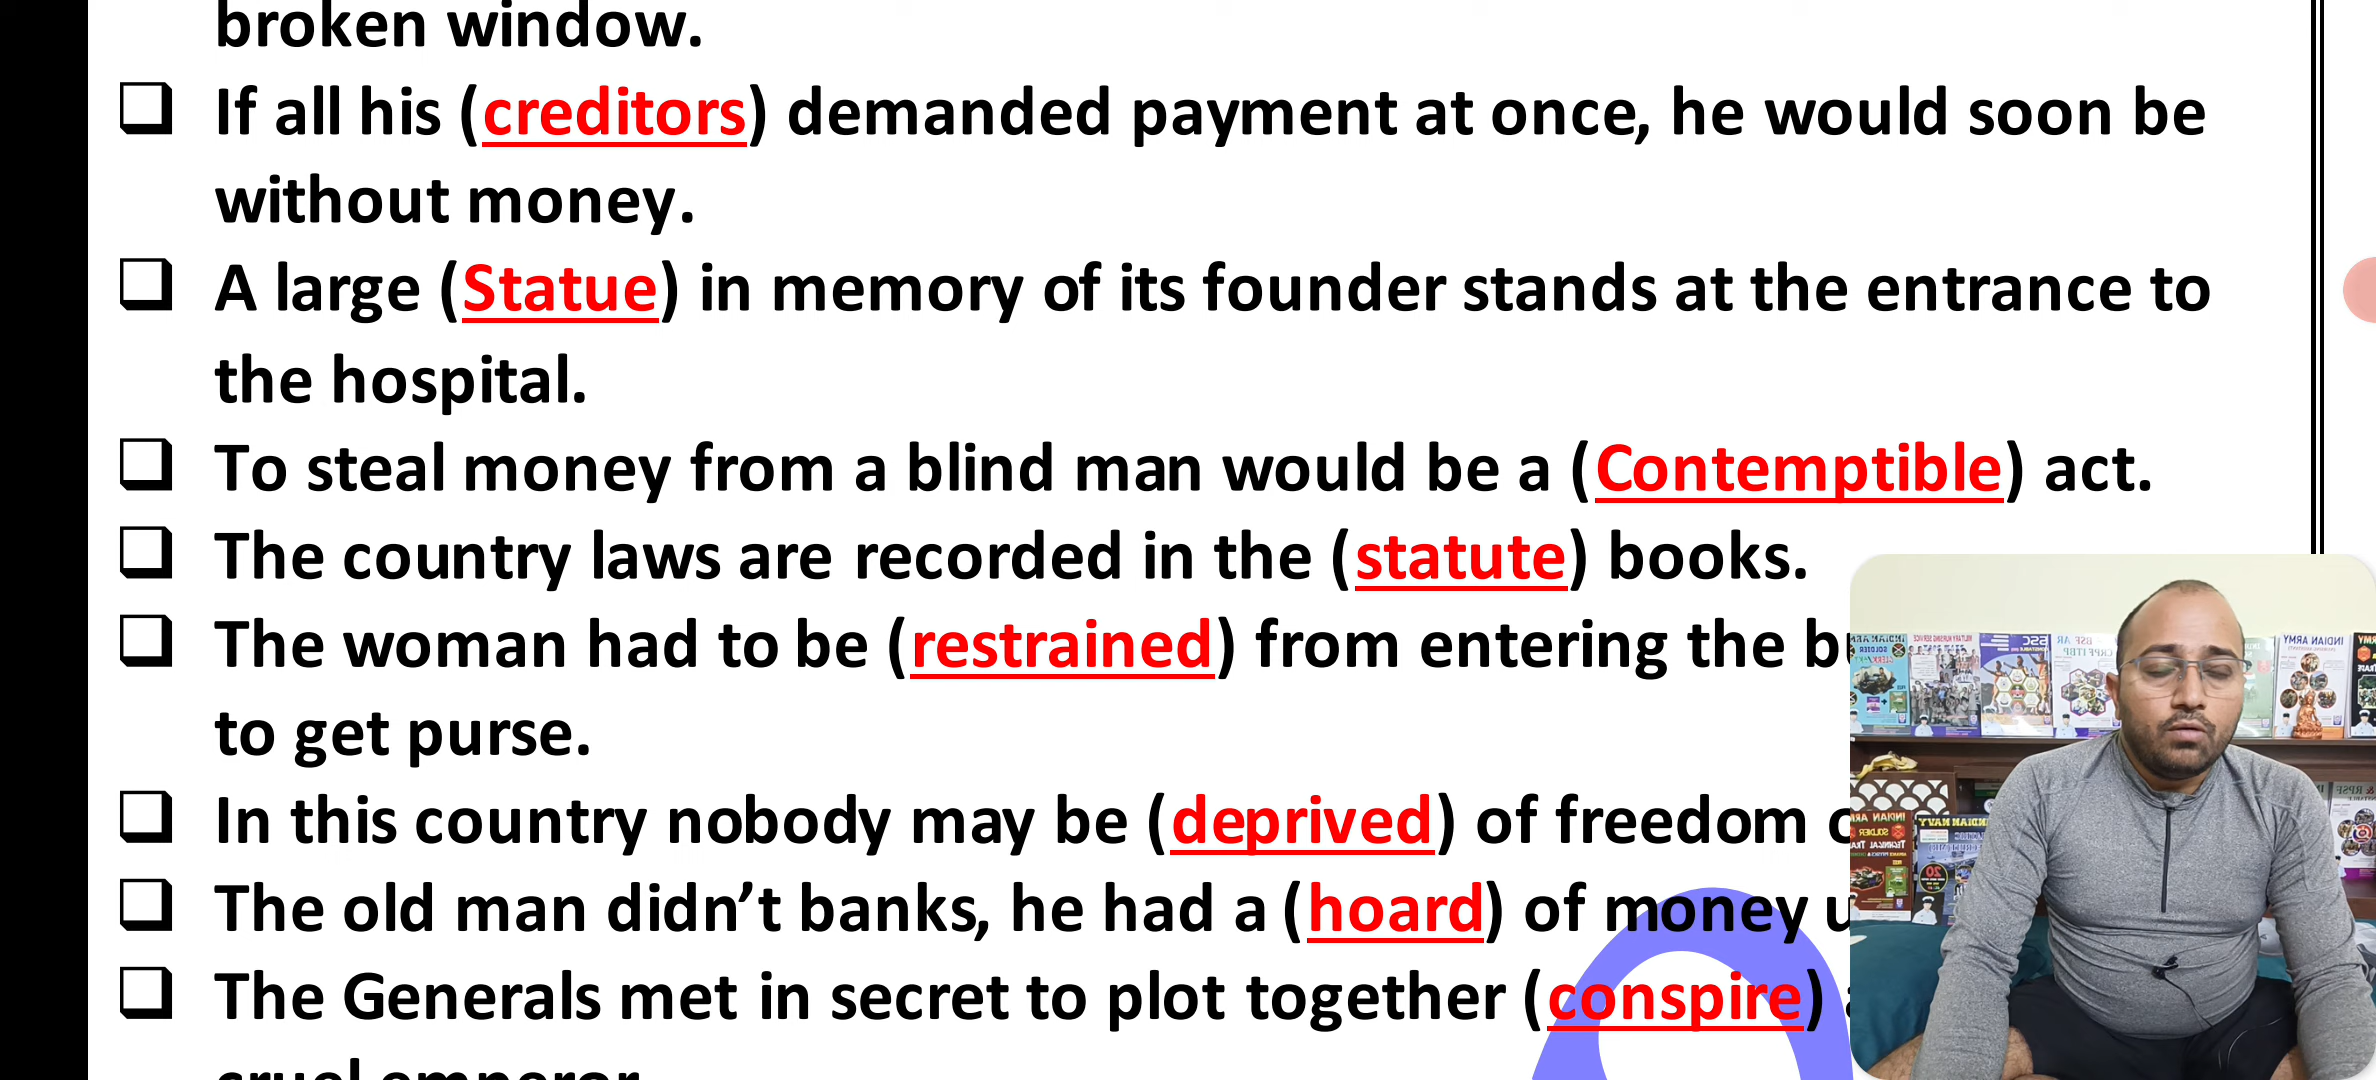 broken window.
If all his (creditors) demanded payment at once, he would soon be
without money.
A large (Statue) in memory of its founder stands at the entrance to
the hospital.
To steal money from a blind man would be a (Contemptible) act.
The country laws are recorded in the (statute) books.
The woman had to be (restrained) from entering the
to get purse.
In this country nobody may be (deprived) of freedom
The old man didn't banks, he had a (hoard) of money
The Generals met in secret to plot together (conspire)
cruel emperor